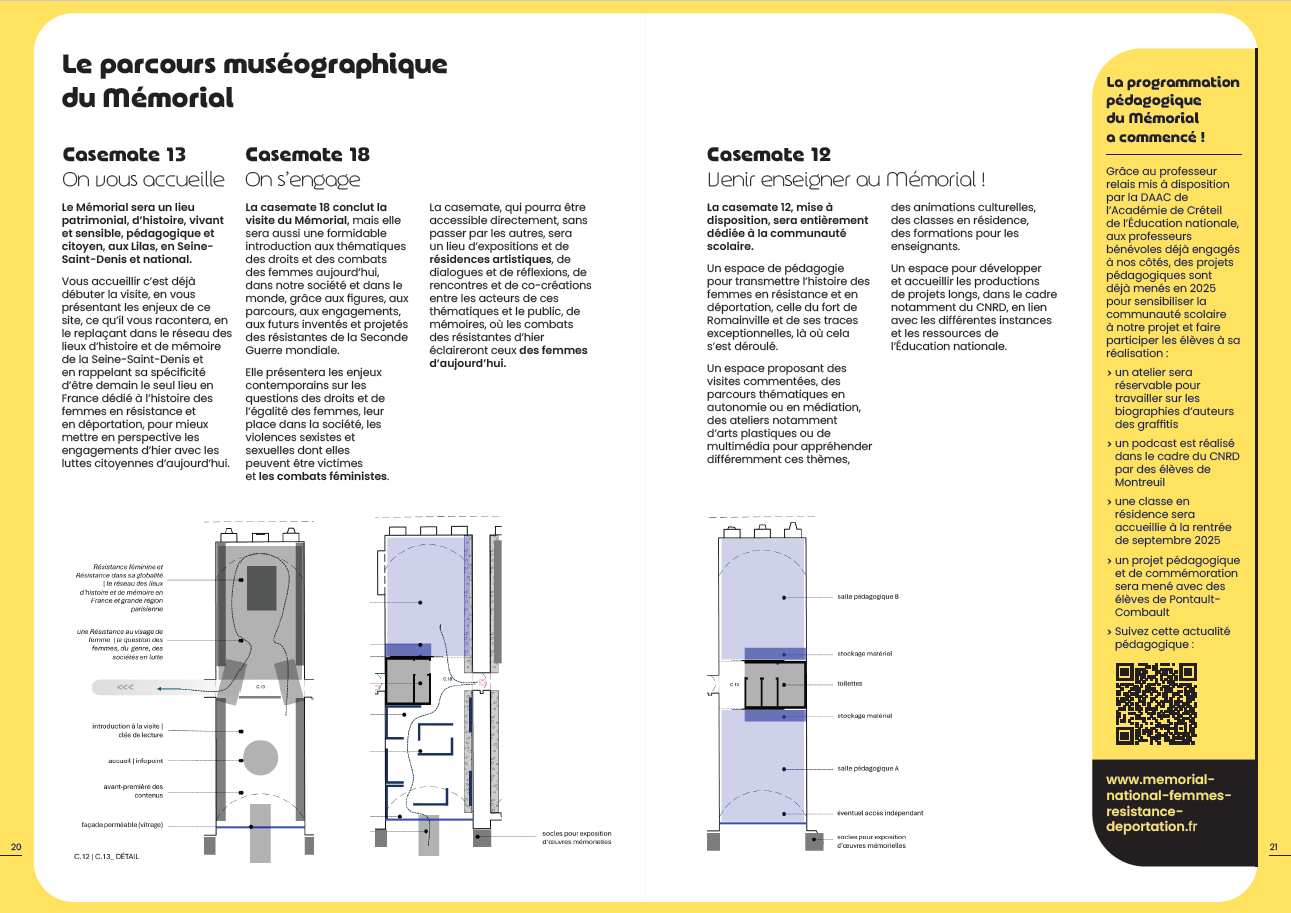 Le parcours muséographique
du Mémorial
Casemate 13
On vous accueille
Le Mémorial sera un lieu
patrimonial, d'histoire, vivant
et sensible, pédagogique et
citoyen, aux Lilas, en Seine-
Saint-Denis et national.
Vous accueillir c'est déjà
débuter la visite, en vous
présentant les enjeux de ce
site, ce qu'il vous racontera, en
le replaçant dans le réseau des
lieux d'histoire et de mémoire
de la Seine-Saint-Denis et
en rappelant sa spécificité
d'être demain le seul lieu en
France dédié à l'histoire des
femmes en résistance et
en déportation, pour mieux
mettre en perspective les
engagements d'hier avec les
luttes citoyennes d'aujourd'hui.
Casemate 18
On s'engage
La casemate 18 conclut la
visite du Mémorial, mais elle
sera aussi une formidable
introduction aux thématiques
des droits et des combats
des femmes aujourd'hui,
dans notre société et dans le
monde, grâce aux figures, aux
parcours, aux engagements,
aux futurs inventés et projetés
des résistantes de la Seconde
Guerre mondiale.
Elle présentera les enjeux
contemporains sur les
questions des droits et de
l'égalité des femmes, leur
place dans la société, les
violences sexistes et
sexuelles dont elles
peuvent être victimes
et les combats féministes.
La casemate, qui pourra être
accessible directement, sans
passer par les autres, sera
un lieu d'expositions et de
résidences artistiques, de
dialogues et de réflexions, de
rencontres et de co-créations
entre les acteurs de ces
thématiques et le public, de
mémoires, où les combats
des résistantes d'hier
éclaireront ceux des femmes
d'aujourd'hui.
Résistance féminine et
Résistance dans sa globalité
| le réseau des lieux
d'histoire et de mémoire en
France et grande région
parisienne
une Résistance au visage de
femme | la question des
femmes, du genre, des
sociétés en lutte
<<<
C.13
introduction à la visite |
clés de lecture
accueil | infopoint
avant-première des
contenus
façade perméable (vitrage)
C.12 | C.13_ DÉTAIL
C.18
socles pour exposition
d'œuvres mémorielles
20
Casemate 12
Venir enseigner au Mémorial !
La casemate 12, mise à
disposition, sera entièrement
dédiée à la communauté
scolaire.
Un espace de pédagogie
pour transmettre l'histoire des
femmes en résistance et en
déportation, celle du fort de
Romainville et de ses traces
exceptionnelles, là où cela
s'est déroulé.
Un espace proposant des
visites commentées, des
parcours thématiques en
autonomie ou en médiation,
des ateliers notamment
d'arts plastiques ou de
multimédia pour appréhender
différemment ces thèmes,
des animations culturelles,
des classes en résidence,
des formations pour les
enseignants.
Un espace pour développer
et accueillir les productions
de projets longs, dans le cadre
notamment du CNRD, en lien
avec les différentes instances
et les ressources de
l'Éducation nationale.
salle pédagogique B
stockage matériel
C.12
toilettes
stockage matériel
salle pédagogique A
éventuel accès indépendant
socles pour exposition
d'œuvres mémorielles
La programmation
pédagogique
du Mémorial
a commencé !
Grâce au professeur
relais mis à disposition
par la DAAC de
l'Académie de Créteil
de l'Éducation nationale,
aux professeurs
bénévoles déjà engagés
à nos côtés, des projets
pédagogiques sont
déjà menés en 2025
pour sensibiliser la
communauté scolaire
à notre projet et faire
participer les élèves à sa
réalisation :
› un atelier sera
réservable pour
travailler sur les
biographies d'auteurs
des graffitis
› un podcast est réalisé
dans le cadre du CNRD
par des élèves de
Montreuil
› une classe en
résidence sera
accueillie à la rentrée
de septembre 2025
› un projet pédagogique
et de commémoration
sera mené avec des
élèves de Pontault-
Combault
› Suivez cette actualité
pédagogique :
www.memorial-
national-femmes-
resistance-
deportation.fr
21